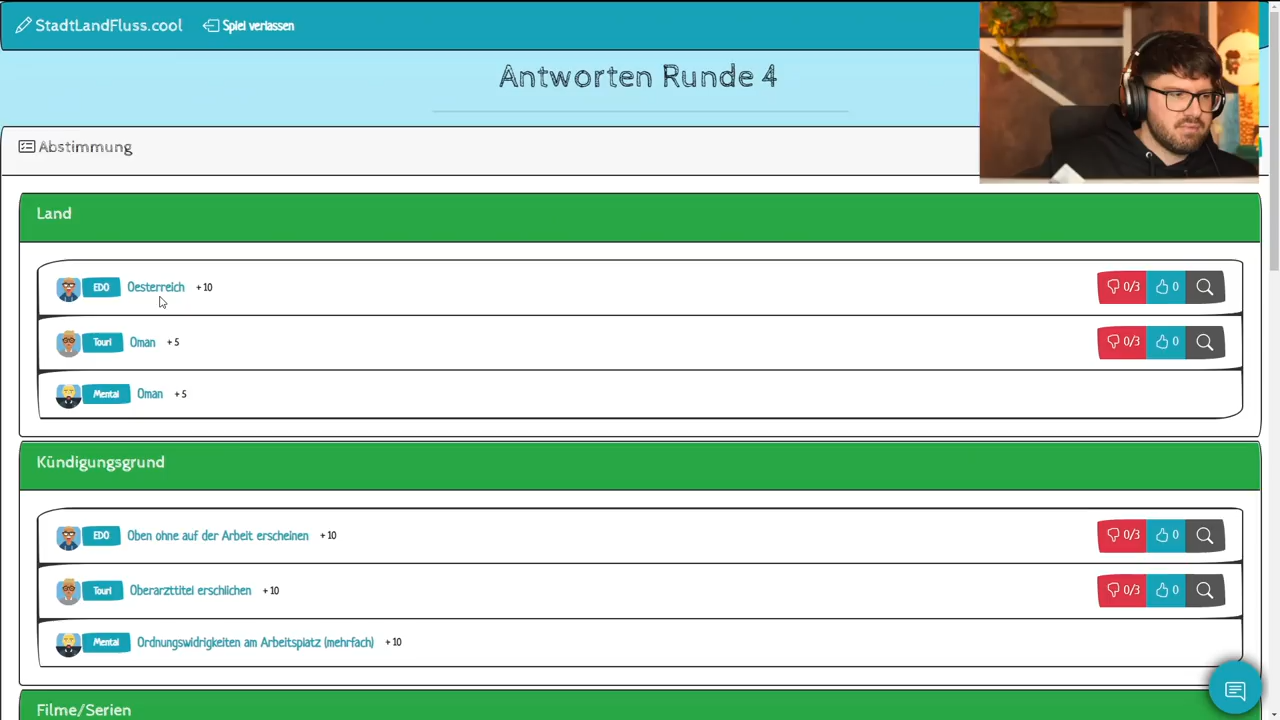 StadtLandFluss.cool Spiel verlassen
Antworten Runde 4
Abstimmung
Land
EDO Oesterreich +10 0/3 0
Touri Oman +5 0/3 0
Mental Oman +5
Kündigungsgrund
EDO Oben ohne auf der Arbeit erscheinen +10 0/3 0
Touri Oberarzttitel erschlichen +10 0/3 0
Mental Ordnungswidrigkeiten am Arbeitsplatz (mehrfach) +10
Filme/Serien